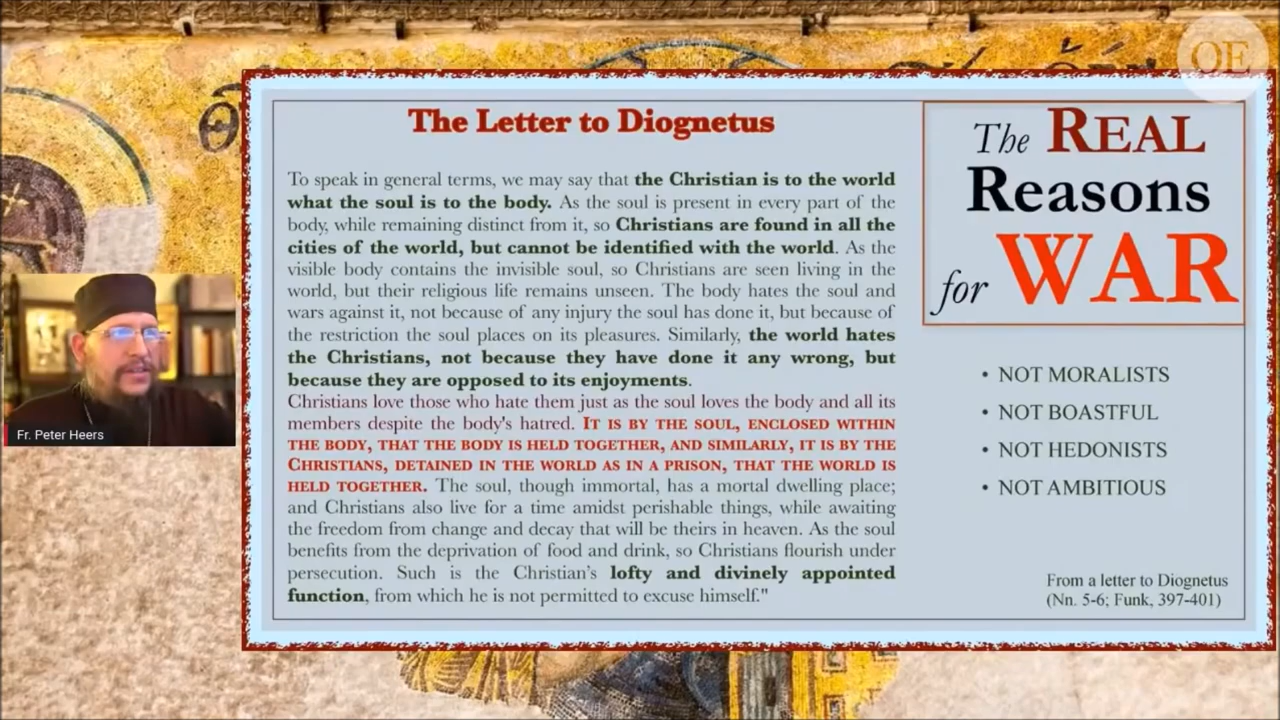 OE
The Letter to Diognetus
To speak in general terms, we may say that the Christian is to the world
what the soul is to the body. As the soul is present in every part of the
body, while remaining distinct from it, so Christians are found in all the
cities of the world, but cannot be identified with the world. As the
visible body contains the invisible soul, so Christians are seen living in the
world, but their religious life remains unseen. The body hates the soul and
wars against it, not because of any injury the soul has done it, but because of
the restriction the soul places on its pleasures. Similarly, the world hates
the Christians, not because they have done it any wrong, but
because they are opposed to its enjoyments.
Christians love those who hate them just as the soul loves the body and all its
members despite the body's hatred. IT IS BY THE SOUL, ENCLOSED WITHIN
THE BODY, THAT THE BODY IS HELD TOGETHER, AND SIMILARLY, IT IS BY THE
CHRISTIANS, DETAINED IN THE WORLD AS IN A PRISON, THAT THE WORLD IS
HELD TOGETHER. The soul, though immortal, has a mortal dwelling place;
and Christians also live for a time amidst perishable things, while awaiting
the freedom from change and decay that will be theirs in heaven. As the soul
benefits from the deprivation of food and drink, so Christians flourish under
persecution. Such is the Christian's lofty and divinely appointed
function, from which he is not permitted to excuse himself."
The REAL
Reasons
for WAR
• NOT MORALISTS
• NOT BOASTFUL
• NOT HEDONISTS
• NOT AMBITIOUS
From a letter to Diognetus
(Nn. 5-6; Funk, 397-401)
Fr. Peter Heers